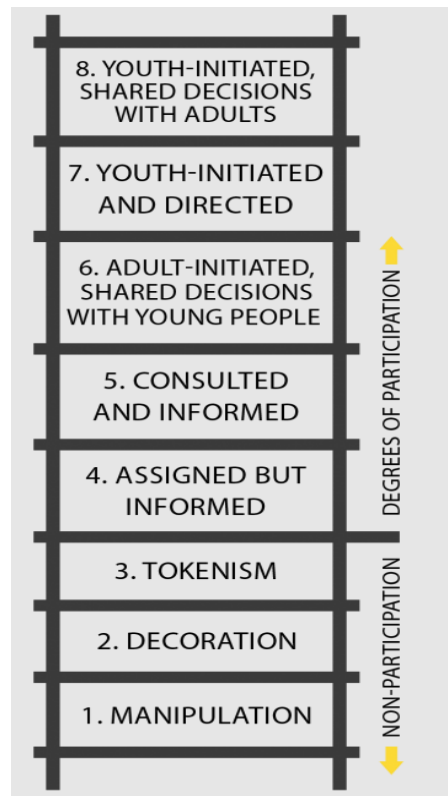 8. YOUTH-INITIATED,
SHARED DECISIONS
WITH ADULTS
7. YOUTH-INITIATED
AND DIRECTED
6. ADULT-INITIATED,
SHARED DECISIONS
WITH YOUNG PEOPLE
5. CONSULTED
AND INFORMED
4. ASSIGNED BUT
INFORMED
3. TOKENISM
2. DECORATION
1. MANIPULATION
DEGREES OF PARTICIPATION
NON-PARTICIPATION